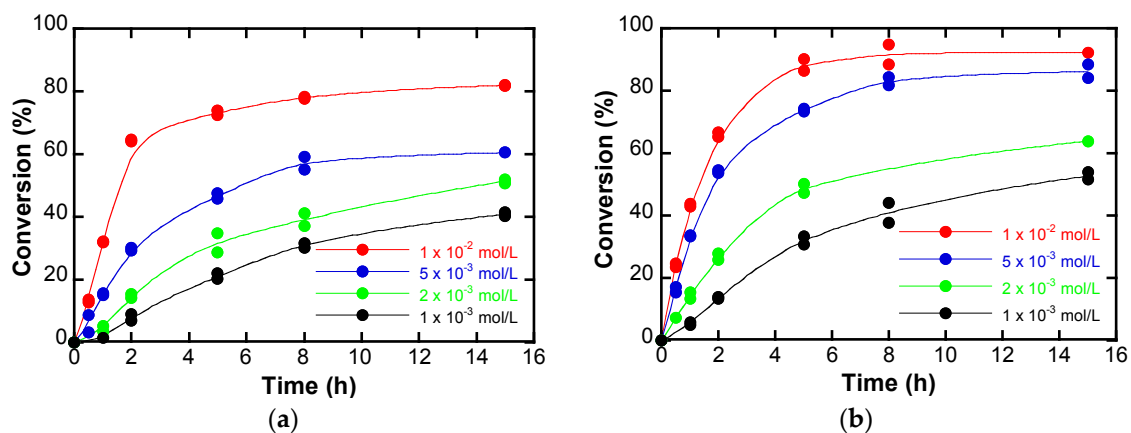 Conversion (%)
100
80
60
40
20
0
1 x 10⁻² mol/L
5 x 10⁻³ mol/L
2 x 10⁻³ mol/L
1 x 10⁻³ mol/L
0 2 4 6 8 10 12 14 16
Time (h)
(a)
Conversion (%)
100
80
60
40
20
0
1 x 10⁻² mol/L
5 x 10⁻³ mol/L
2 x 10⁻³ mol/L
1 x 10⁻³ mol/L
0 2 4 6 8 10 12 14 16
Time (h)
(b)